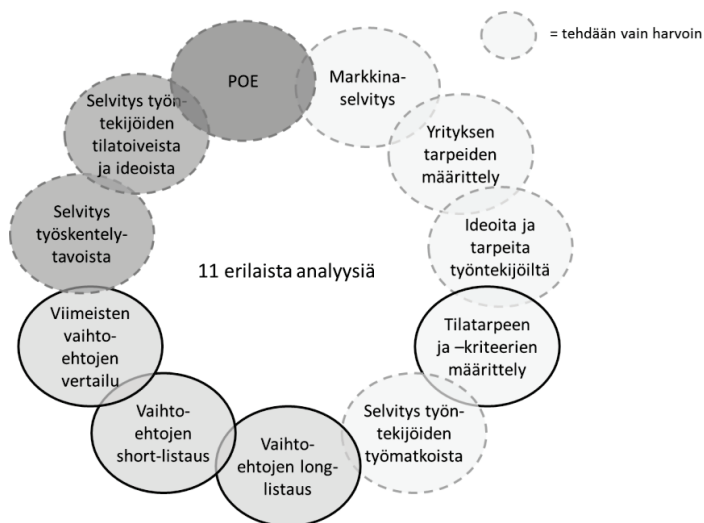 = tehdään vain harvoin
POE
Markkina-
selvitys
Yrityksen
tarpeiden
määrittely
Ideoita ja
tarpeita
työntekijöiltä
Tilatarpeen
ja –kriteerien
määrittely
Selvitys työn-
tekijöiden
työmatkoista
Vaihto-
ehtojen long-
listaus
Vaihto-
ehtojen
short-listaus
Viimeisten
vaihto-
ehtojen
vertailu
Selvitys
työskentely-
tavoista
Selvitys työn-
tekijöiden
tilatoiveista
ja ideoista
11 erilaista analyysiä